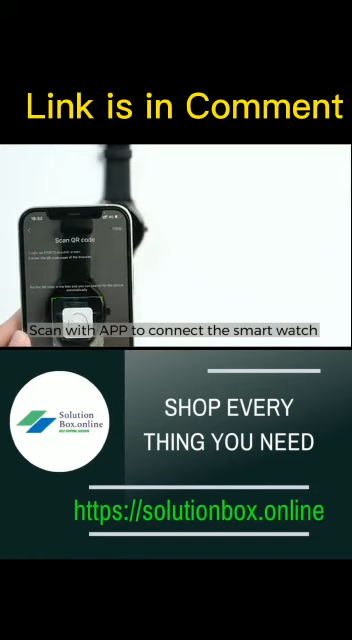 Link is in Comment
Scan QR code
Scan with APP to connect the smart watch
Solution
Box.online
SHOP EVERY
THING YOU NEED
https://solutionbox.online